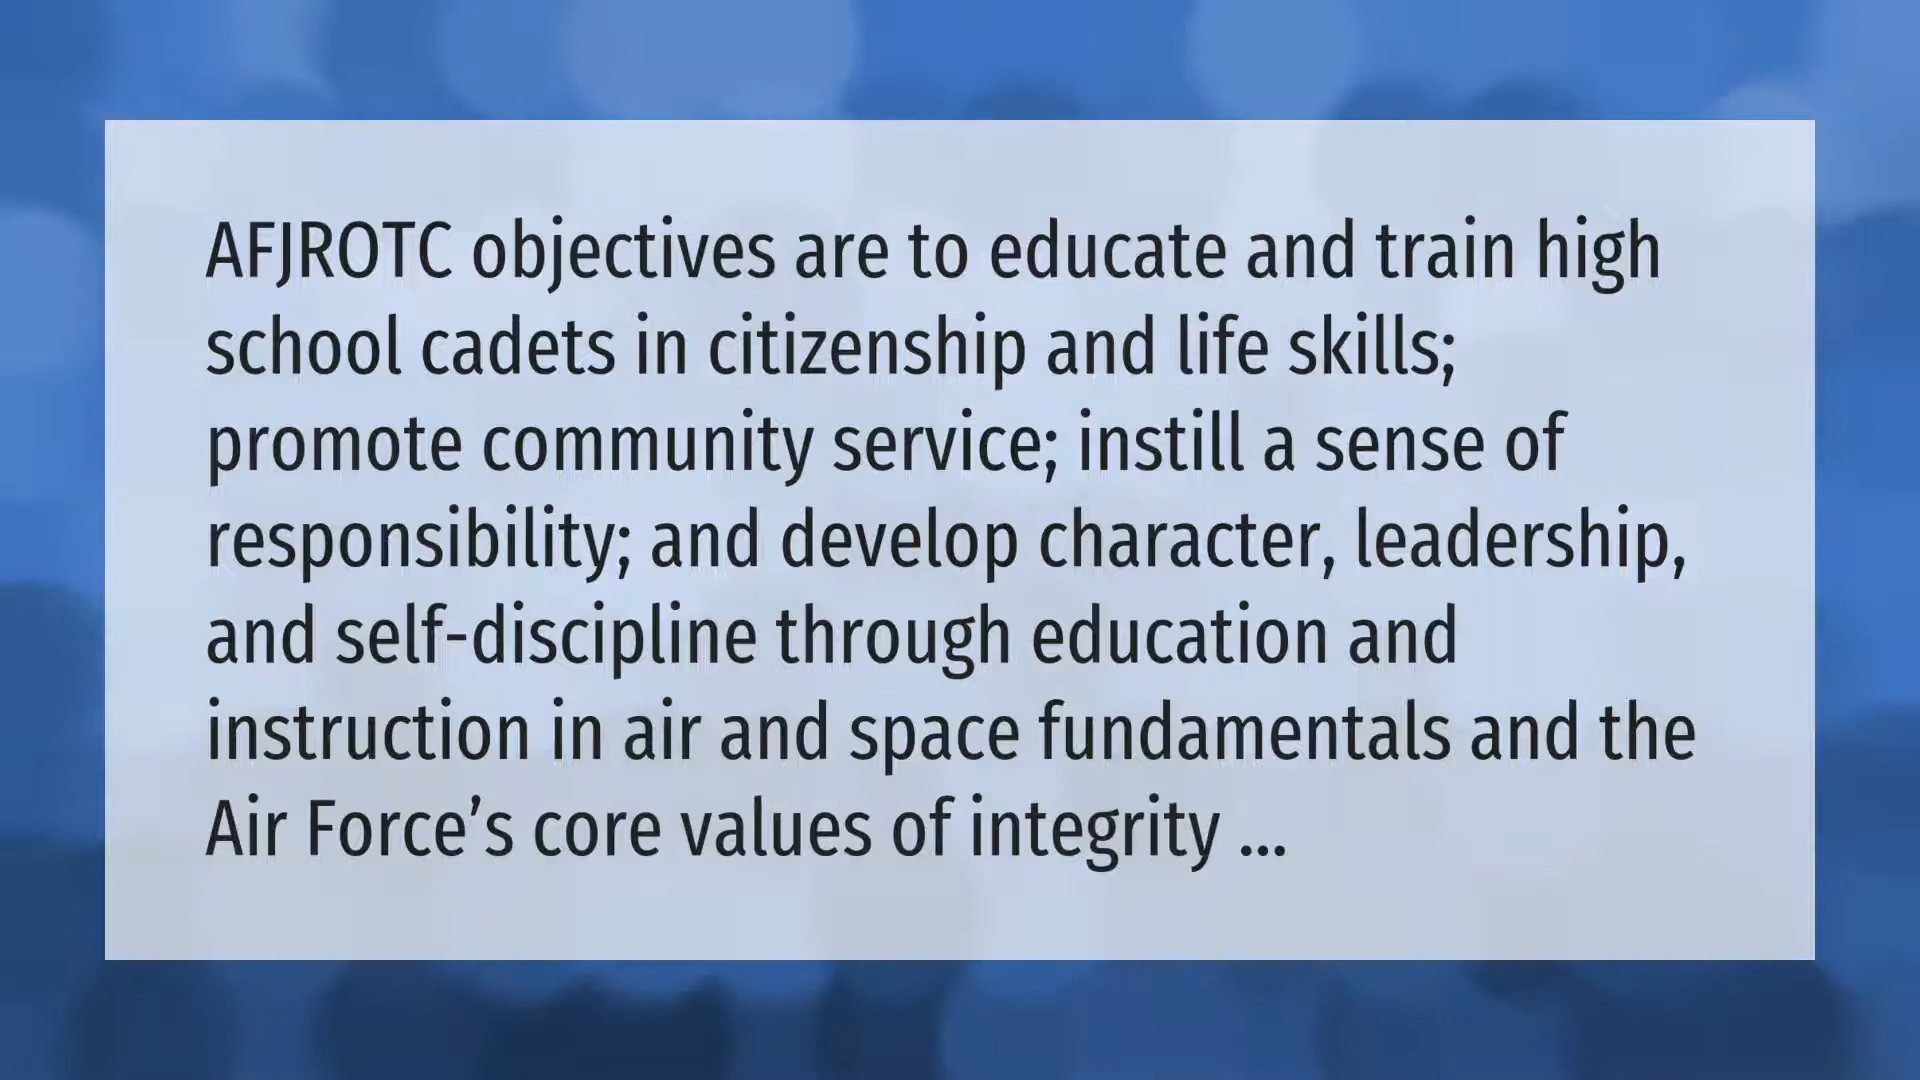 AFJROTC objectives are to educate and train high
school cadets in citizenship and life skills;
promote community service; instill a sense of
responsibility; and develop character, leadership,
and self-discipline through education and
instruction in air and space fundamentals and the
Air Force’s core values of integrity ...